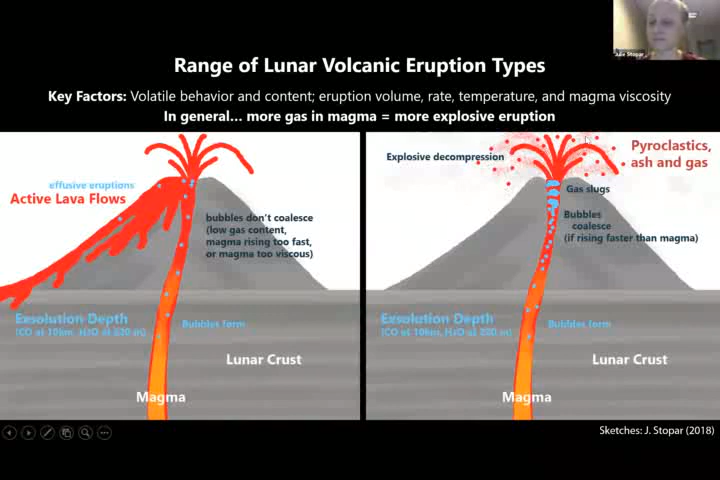 Julie Stopar
Range of Lunar Volcanic Eruption Types
Key Factors: Volatile behavior and content; eruption volume, rate, temperature, and magma viscosity
In general... more gas in magma = more explosive eruption
effusive eruptions
Active Lava Flows
bubbles don't coalesce
(low gas content,
magma rising too fast,
or magma too viscous)
Exsolution Depth
(CO at 10km, H₂O at 620 m)
Bubbles form
Lunar Crust
Magma
Explosive decompression
Pyroclastics,
ash and gas
Gas slugs
Bubbles
coalesce
(if rising faster than magma)
Exsolution Depth
(CO at 10km, H₂O at
Bubbles form
Lunar Crust
Magma
Sketches: J. Stopar (2018)